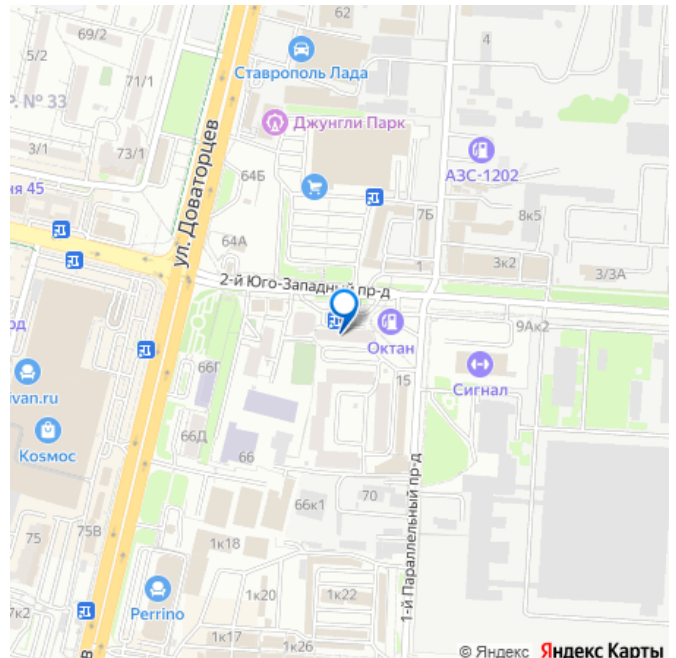 62
69/2
4
5/2
Ставрополь Лада
71/1
Р. № 33
Джунгли Парк
3/1
73/1
АЗС-1202
64Б
ул. Доваторцев
ня 45
7Б
8к5
64А
1
3к2
3/3А
2-й Юго-Западный пр-д
9Ак2
од
Октан
66Г
ivan.ru
15
Сигнал
Kosмос
66Д
66
70
66к1
1-й Параллельный пр-д
75В
75
1к18
1к20
7к2
Perrino
1к17
1к26
в
© Яндекс Яндекс Карты